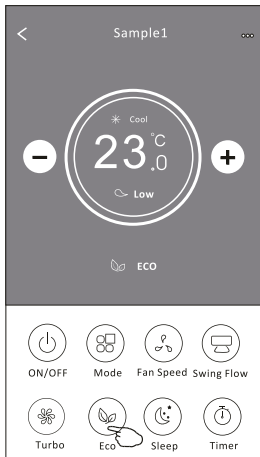 Sample1
Cool
23.0°C
Low
ECO
ON/OFF Mode Fan Speed Swing Flow
Turbo Eco Sleep Timer